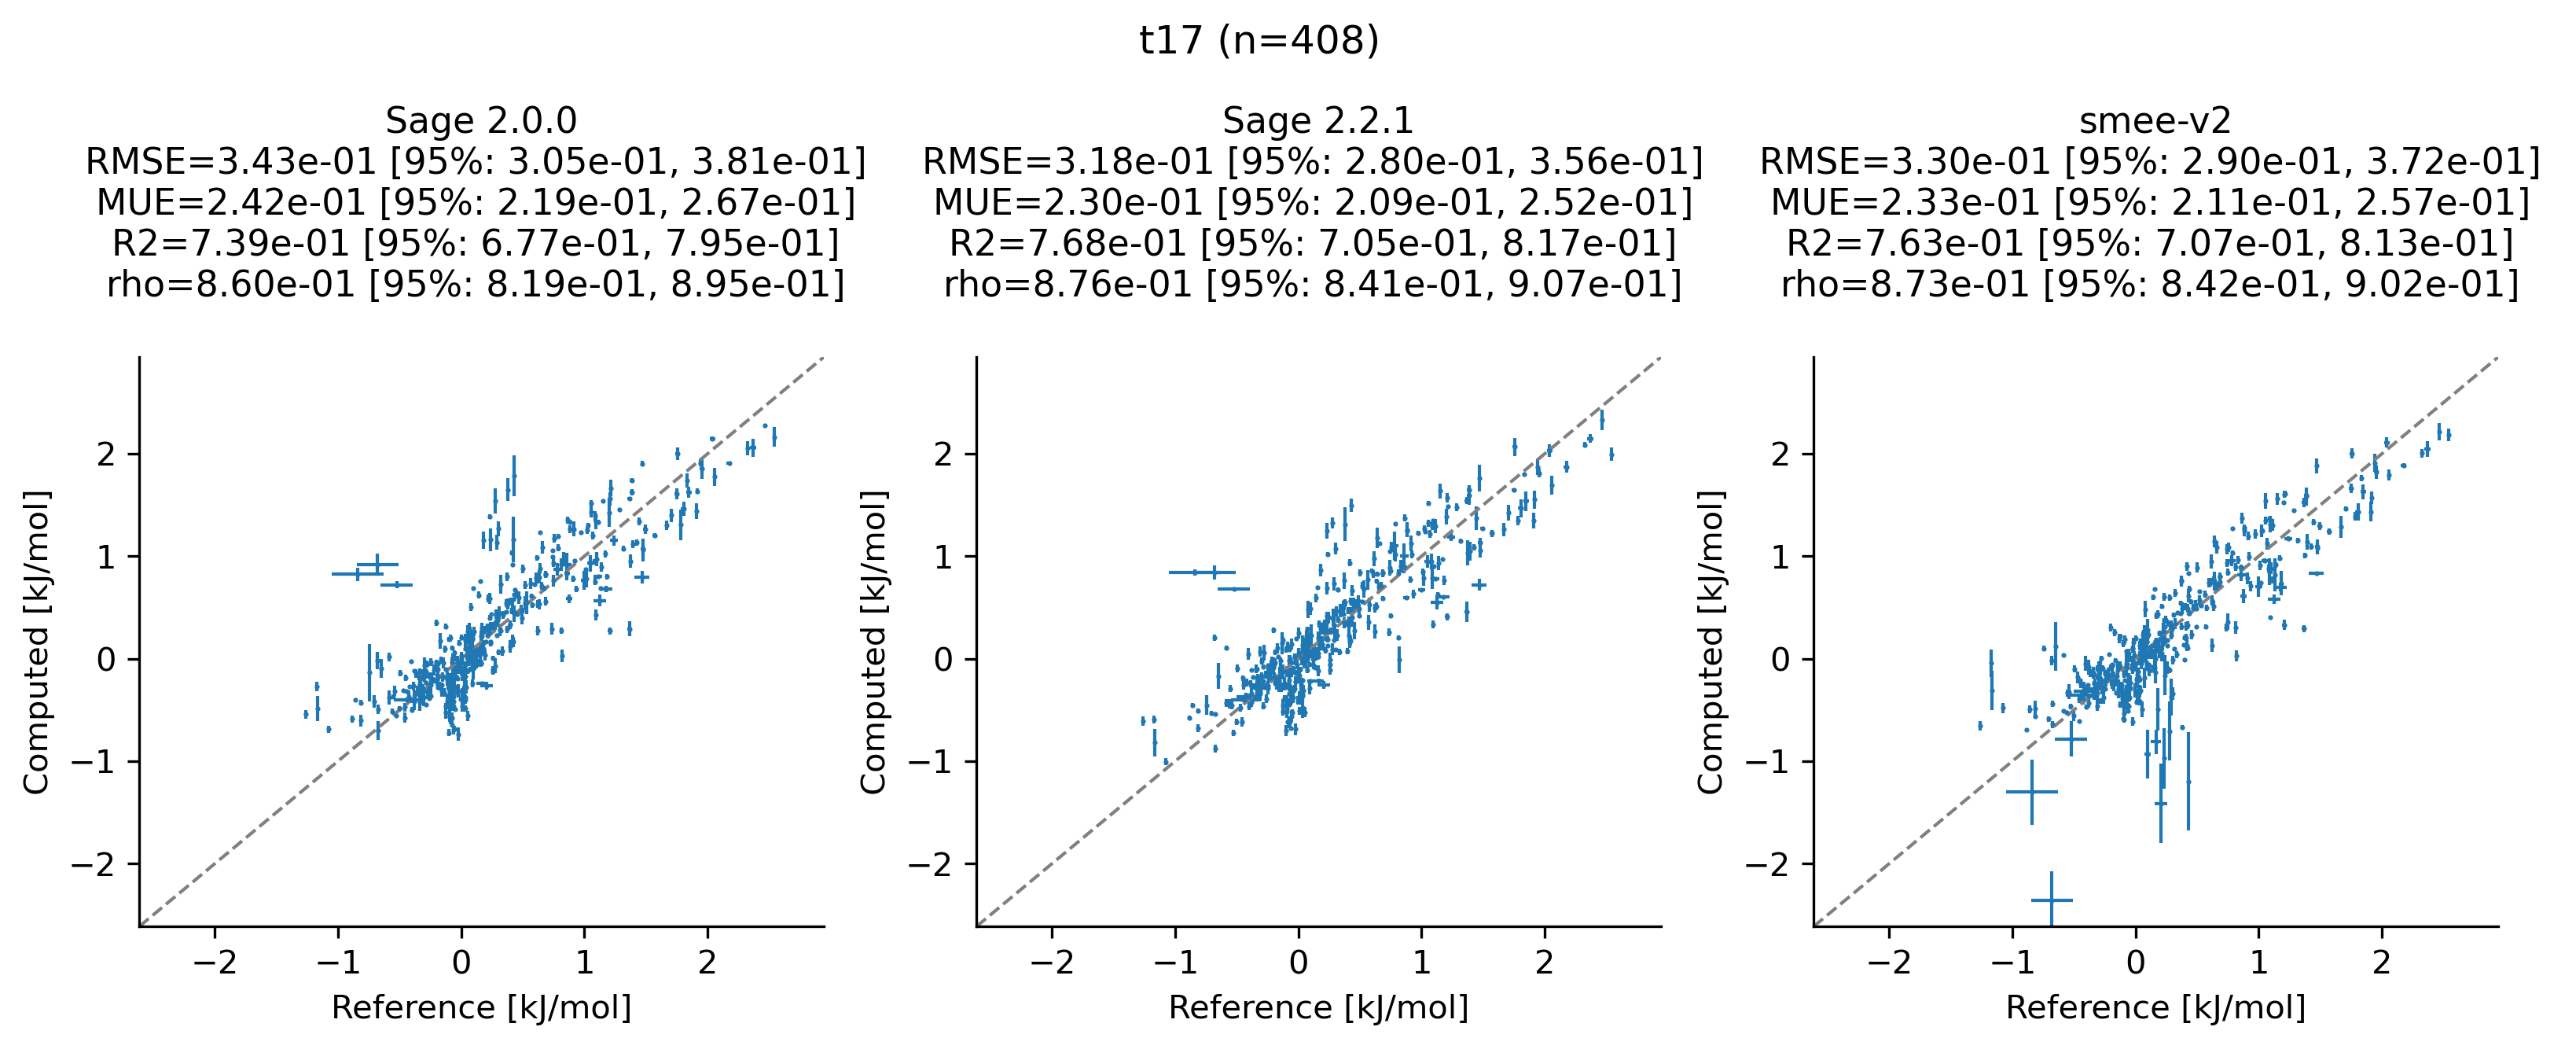 t17 (n=408)
Sage 2.0.0
RMSE=3.43e-01 [95%: 3.05e-01, 3.81e-01]
MUE=2.42e-01 [95%: 2.19e-01, 2.67e-01]
R2=7.39e-01 [95%: 6.77e-01, 7.95e-01]
rho=8.60e-01 [95%: 8.19e-01, 8.95e-01]
Computed [kJ/mol]
2
1
0
−1
−2
−2 −1 0 1 2
Reference [kJ/mol]
Sage 2.2.1
RMSE=3.18e-01 [95%: 2.80e-01, 3.56e-01]
MUE=2.30e-01 [95%: 2.09e-01, 2.52e-01]
R2=7.68e-01 [95%: 7.05e-01, 8.17e-01]
rho=8.76e-01 [95%: 8.41e-01, 9.07e-01]
Computed [kJ/mol]
2
1
0
−1
−2
−2 −1 0 1 2
Reference [kJ/mol]
smee-v2
RMSE=3.30e-01 [95%: 2.90e-01, 3.72e-01]
MUE=2.33e-01 [95%: 2.11e-01, 2.57e-01]
R2=7.63e-01 [95%: 7.07e-01, 8.13e-01]
rho=8.73e-01 [95%: 8.42e-01, 9.02e-01]
Computed [kJ/mol]
2
1
0
−1
−2
−2 −1 0 1 2
Reference [kJ/mol]